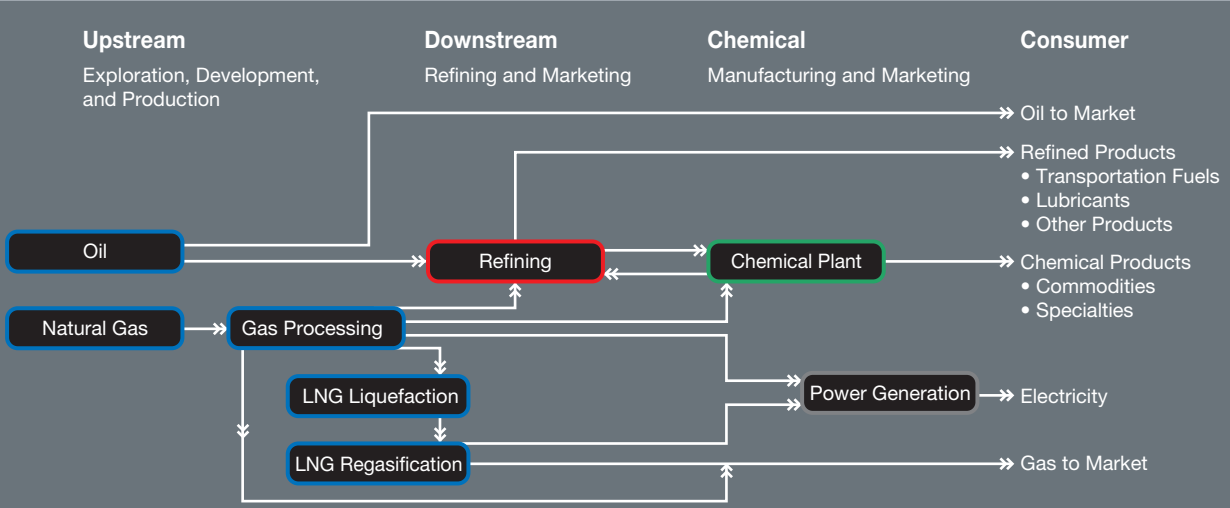 Upstream
Exploration, Development,
and Production
Downstream
Refining and Marketing
Chemical
Manufacturing and Marketing
Consumer
Oil to Market
Refined Products
• Transportation Fuels
• Lubricants
• Other Products
Oil
Refining
Chemical Plant
Chemical Products
• Commodities
• Specialties
Natural Gas
Gas Processing
LNG Liquefaction
Power Generation
Electricity
LNG Regasification
Gas to Market